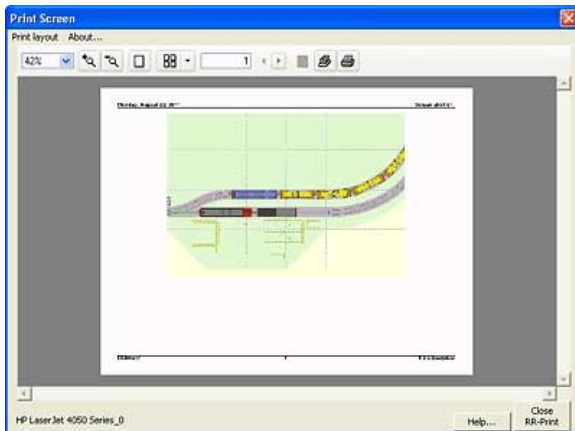 Print Screen
Print layout About...
42%
1
HP LaserJet 4050 Series_0
Help...
Close
RR-Print